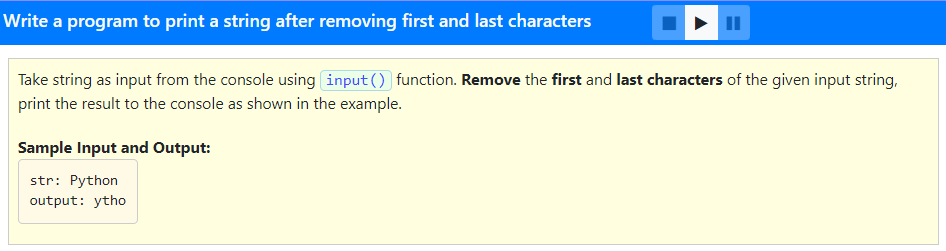 Write a program to print a string after removing first and last characters
Take string as input from the console using input() function. Remove the first and last characters of the given input string,
print the result to the console as shown in the example.
Sample Input and Output:
str: Python
output: ytho